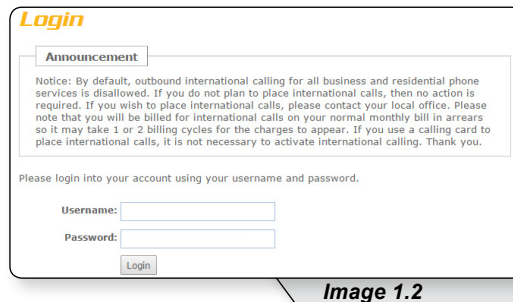 Login
Announcement
Notice: By default, outbound international calling for all business and residential phone
services is disallowed. If you do not plan to place international calls, then no action is
required. If you wish to place international calls, please contact your local office. Please
note that you will be billed for international calls on your normal monthly bill in arrears
so it may take 1 or 2 billing cycles for the charges to appear. If you use a calling card to
place international calls, it is not necessary to activate international calling. Thank you.
Please login into your account using your username and password.
Username:
Password:
Login
Image 1.2